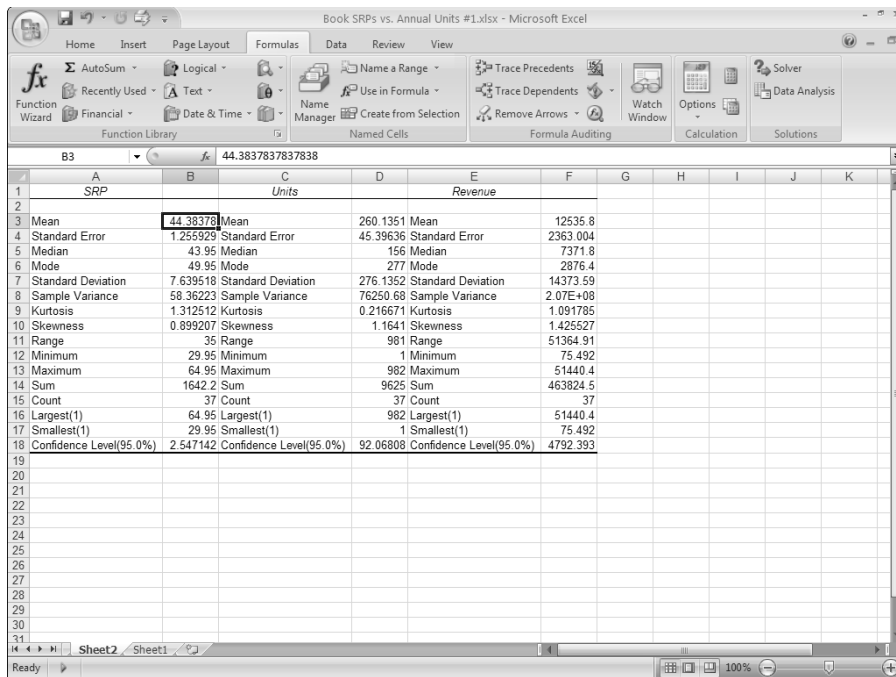 Book SRPs vs. Annual Units #1.xlsx - Microsoft Excel
Home Insert Page Layout Formulas Data Review View
Σ AutoSum Logical Name a Range Trace Precedents Solver
Recently Used Text Use in Formula Trace Dependents Data Analysis
Financial Date & Time Create from Selection Remove Arrows
fx Function Wizard Name Manager Watch Window Options
Function Library Named Cells Formula Auditing Calculation Solutions
B3 fx 44.3837837837838
A B C D E F G H I J K
1 SRP Units Revenue
2
3 Mean 44.38378 Mean 260.1351 Mean 12535.8
4 Standard Error 1.255929 Standard Error 45.39636 Standard Error 2363.004
5 Median 43.95 Median 156 Median 7371.8
6 Mode 49.95 Mode 277 Mode 2876.4
7 Standard Deviation 7.639518 Standard Deviation 276.1352 Standard Deviation 14373.59
8 Sample Variance 58.36223 Sample Variance 76250.68 Sample Variance 2.07E+08
9 Kurtosis 1.312512 Kurtosis 0.216671 Kurtosis 1.091785
10 Skewness 0.899207 Skewness 1.1641 Skewness 1.425527
11 Range 35 Range 981 Range 51364.91
12 Minimum 29.95 Minimum 1 Minimum 75.492
13 Maximum 64.95 Maximum 982 Maximum 51440.4
14 Sum 1642.2 Sum 9625 Sum 463824.5
15 Count 37 Count 37 Count 37
16 Largest(1) 64.95 Largest(1) 982 Largest(1) 51440.4
17 Smallest(1) 29.95 Smallest(1) 1 Smallest(1) 75.492
18 Confidence Level(95.0%) 2.547142 Confidence Level(95.0%) 92.06808 Confidence Level(95.0%) 4792.393
19
20
21
22
23
24
25
26
27
28
29
30
31
Sheet2 Sheet1
Ready 100%